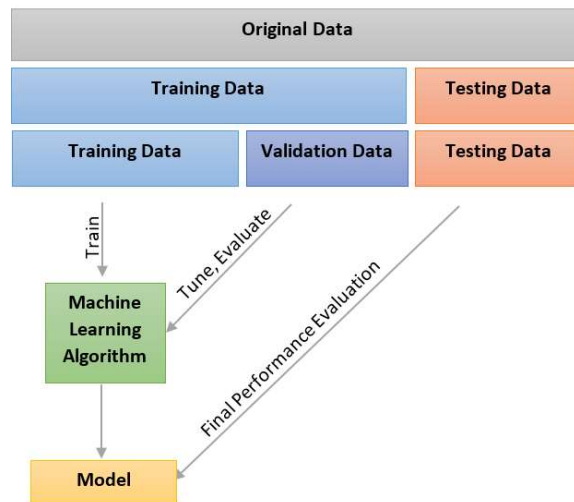 Original Data
Training Data
Testing Data
Training Data
Validation Data
Testing Data
Train
Tune, Evaluate
Final Performance Evaluation
Machine
Learning
Algorithm
Model